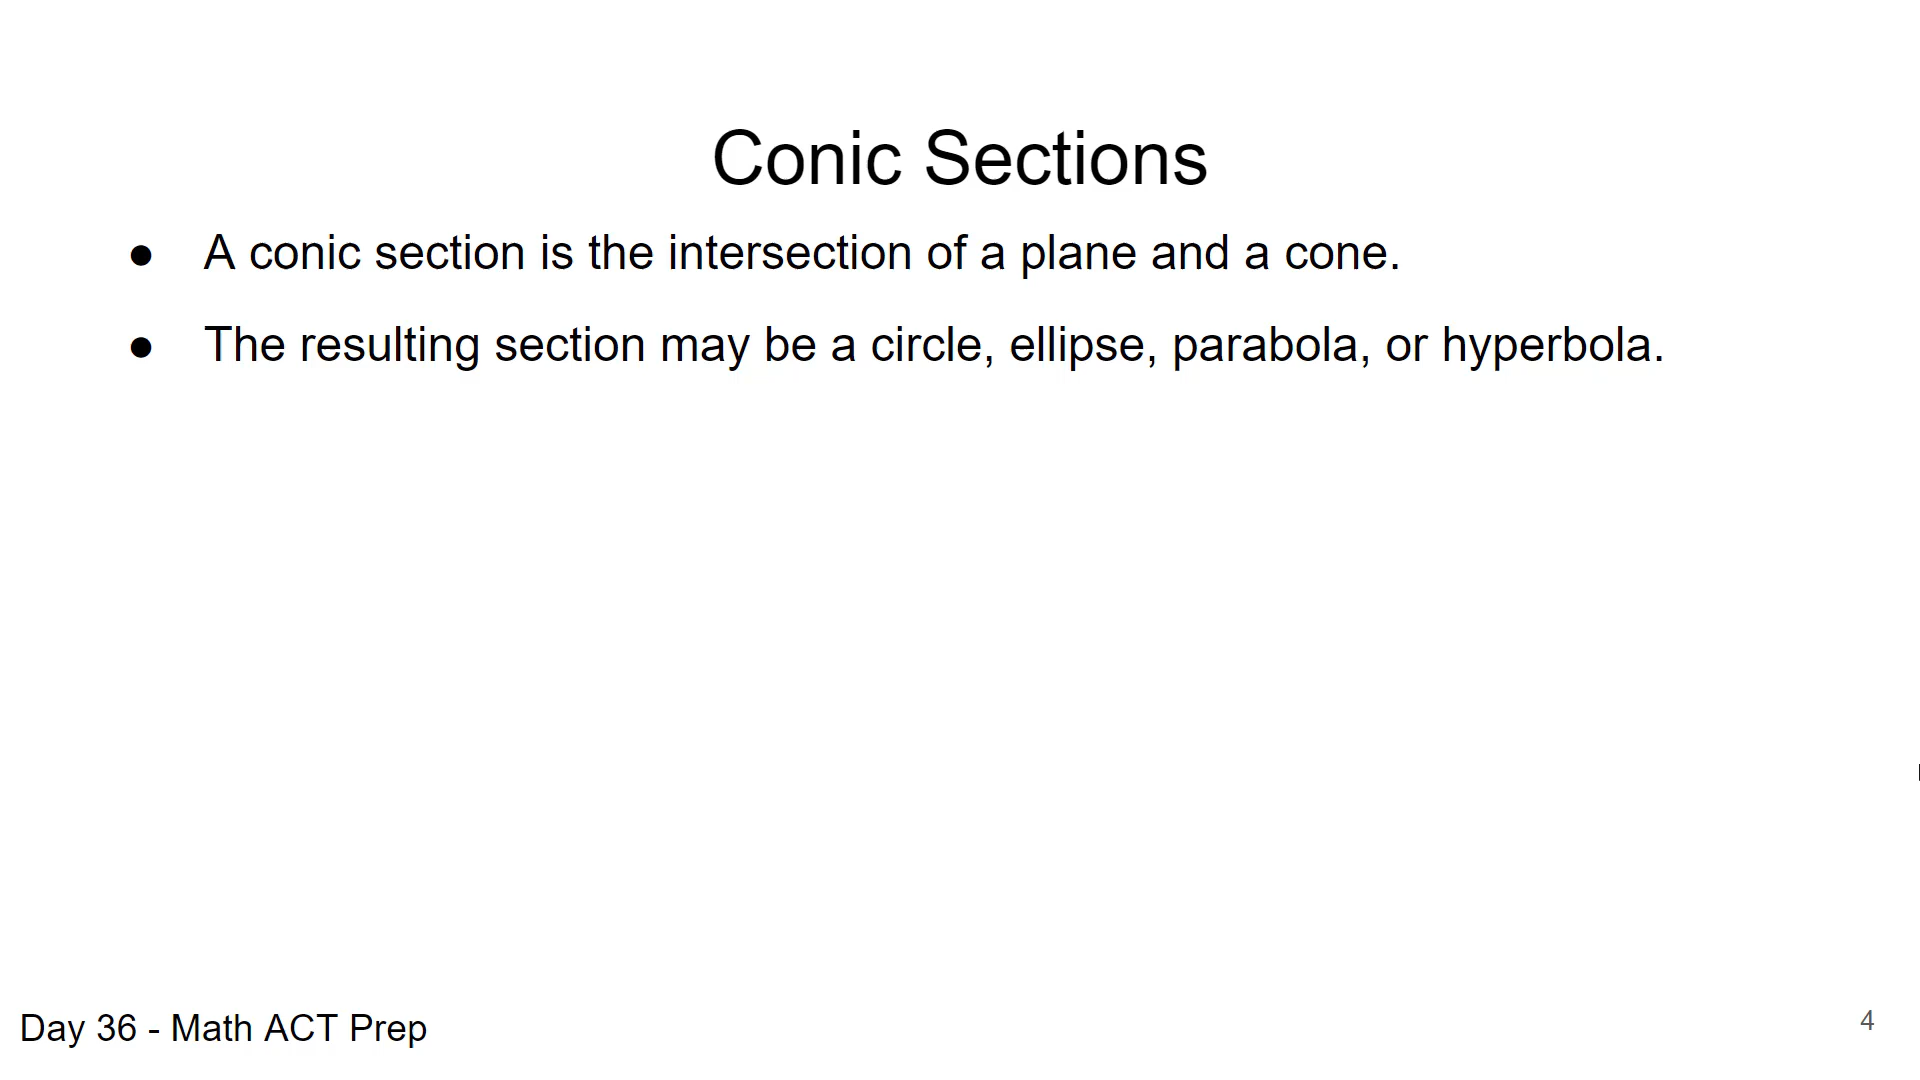 Conic Sections
● A conic section is the intersection of a plane and a cone.
● The resulting section may be a circle, ellipse, parabola, or hyperbola.
Day 36 - Math ACT Prep
4